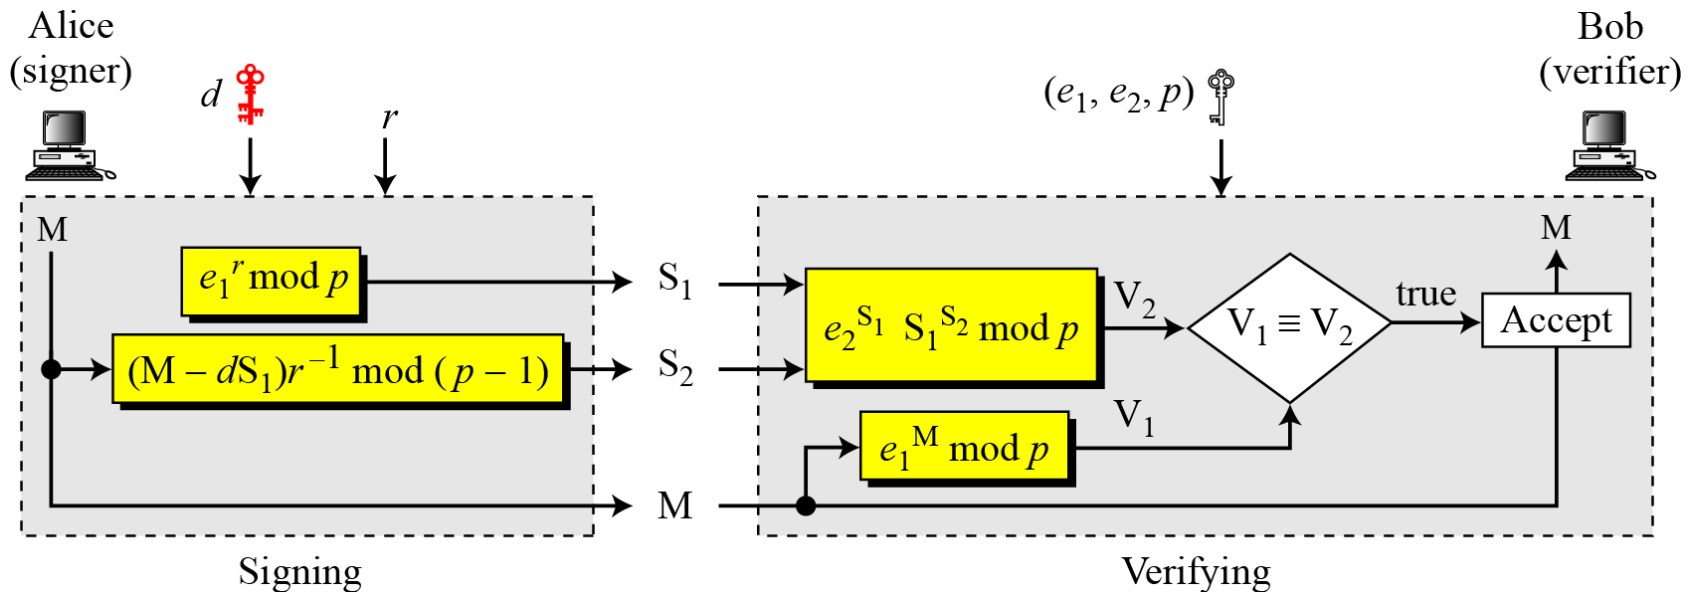 Alice
(signer)
Bob
(verifier)
d
r
(e₁, e₂, p)
M
e₁ʳ mod p
S₁
e₂^S₁ S₁^S₂ mod p
V₂
V₁ ≡ V₂
true
M
Accept
(M – dS₁)r⁻¹ mod (p – 1)
S₂
e₁^M mod p
V₁
M
Signing
Verifying